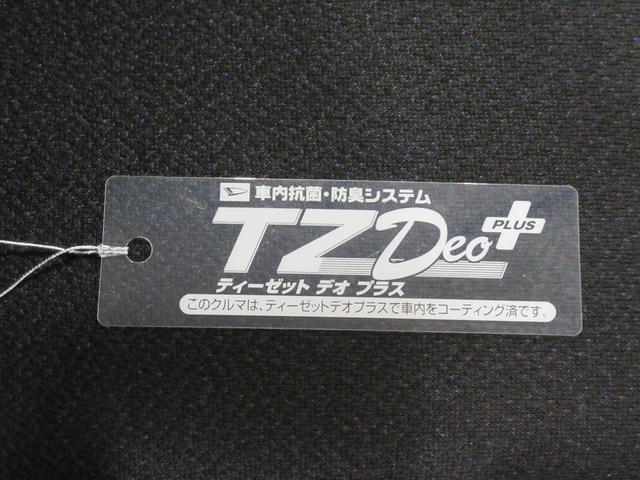 車内抗菌・防臭システム
TZDeo PLUS
ティーゼット デオ プラス
このクルマは、ティーゼットデオプラスで車内をコーティング済です。